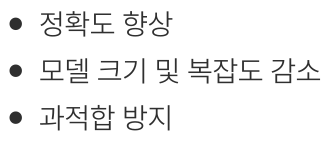 ● 정확도 향상
● 모델 크기 및 복잡도 감소
● 과적합 방지